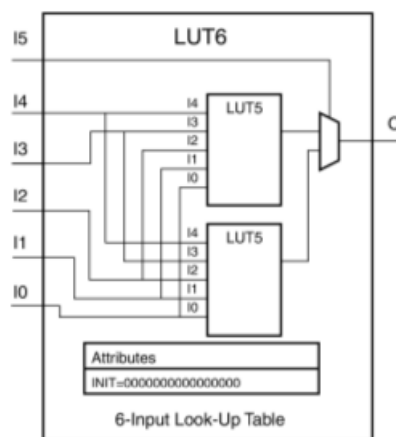 LUT6
I5
I4
I3
I2
I1
I0
I4
I3
I2
I1
I0
LUT5
I4
I3
I2
I1
I0
LUT5
O
Attributes
INIT=0000000000000000
6-Input Look-Up Table